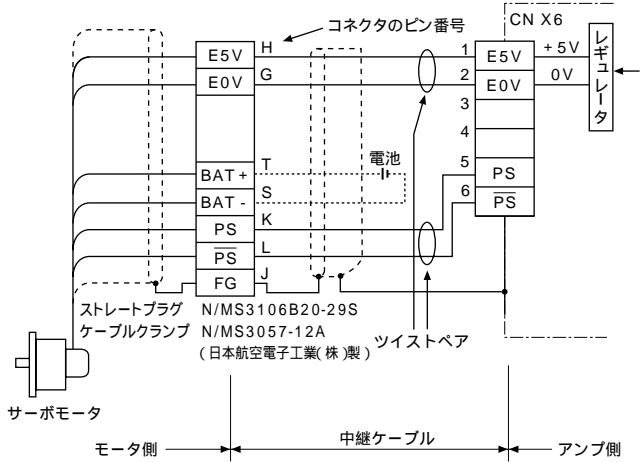 コネクタのピン番号
CN X6
E5V
H
1
E5V
+5V
レギュレータ
E0V
G
2
E0V
0V
3
4
BAT+
T
電池
5
PS
BAT-
S
6
PS
PS
K
PS
L
FG
J
ストレートプラグ N/MS3106B20-29S
ケーブルクランプ N/MS3057-12A
(日本航空電子工業(株)製)
ツイストペア
サーボモータ
モータ側
中継ケーブル
アンプ側